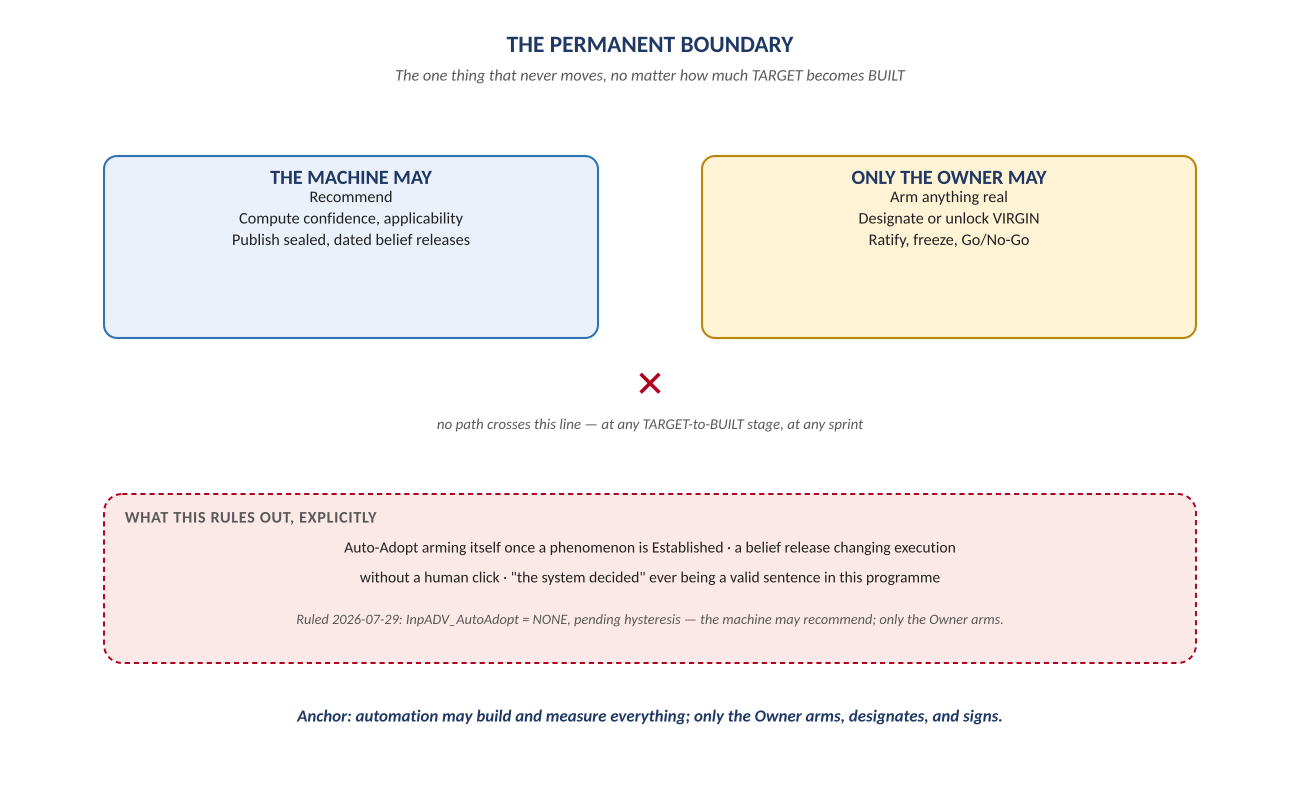 THE PERMANENT BOUNDARY
The one thing that never moves, no matter how much TARGET becomes BUILT
THE MACHINE MAY
Recommend
Compute confidence, applicability
Publish sealed, dated belief releases
ONLY THE OWNER MAY
Arm anything real
Designate or unlock VIRGIN
Ratify, freeze, Go/No-Go
✕
no path crosses this line — at any TARGET-to-BUILT stage, at any sprint
WHAT THIS RULES OUT, EXPLICITLY
Auto-Adopt arming itself once a phenomenon is Established · a belief release changing execution
without a human click · "the system decided" ever being a valid sentence in this programme
Ruled 2026-07-29: InpADV_AutoAdopt = NONE, pending hysteresis — the machine may recommend; only the Owner arms.
Anchor: automation may build and measure everything; only the Owner arms, designates, and signs.